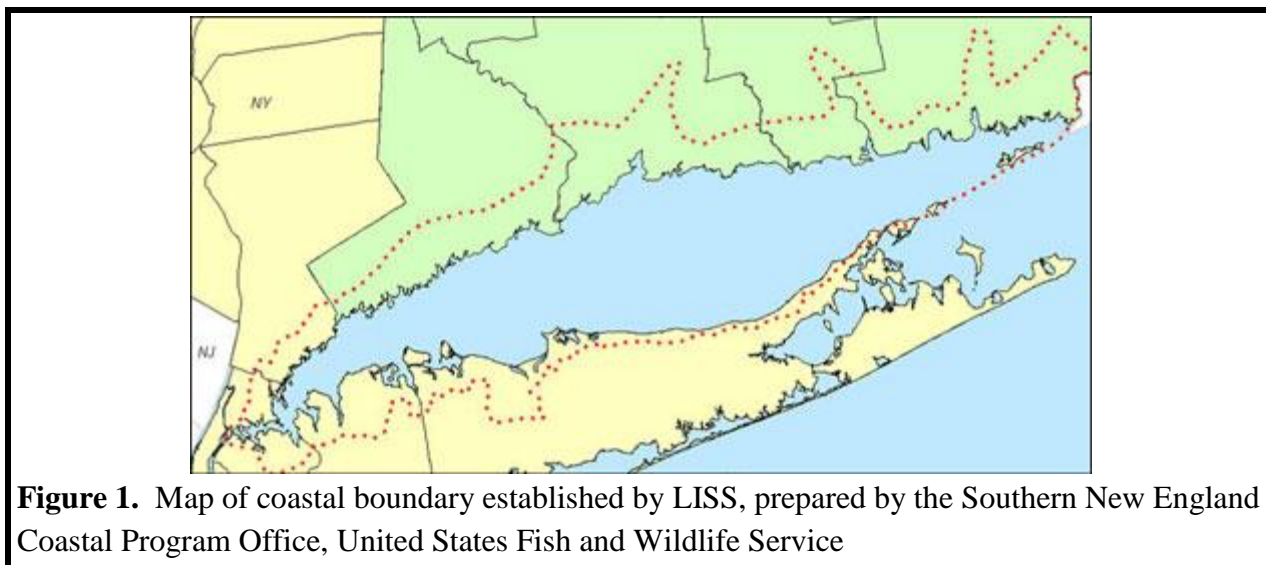 NY
NJ
Figure 1. Map of coastal boundary established by LISS, prepared by the Southern New England
Coastal Program Office, United States Fish and Wildlife Service